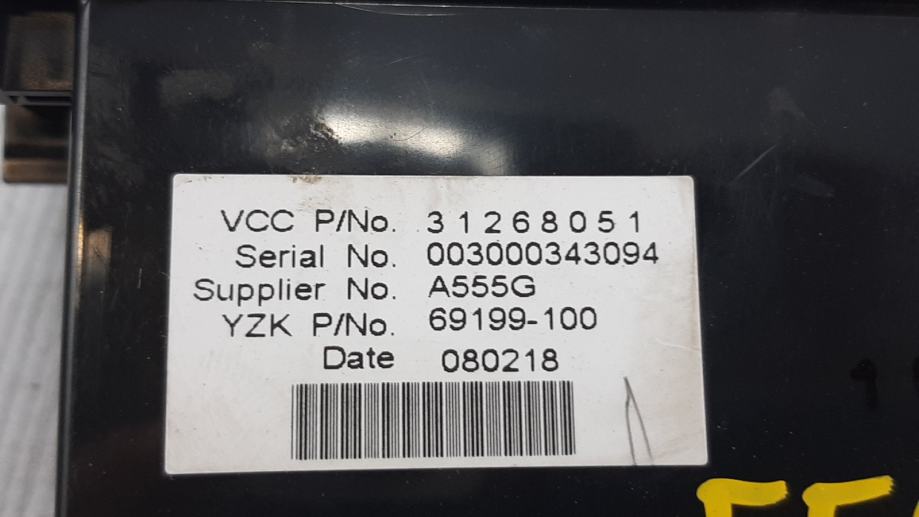 VCC P/No. 31268051
Serial No. 003000343094
Supplier No. A555G
YZK P/No. 69199-100
Date 080218